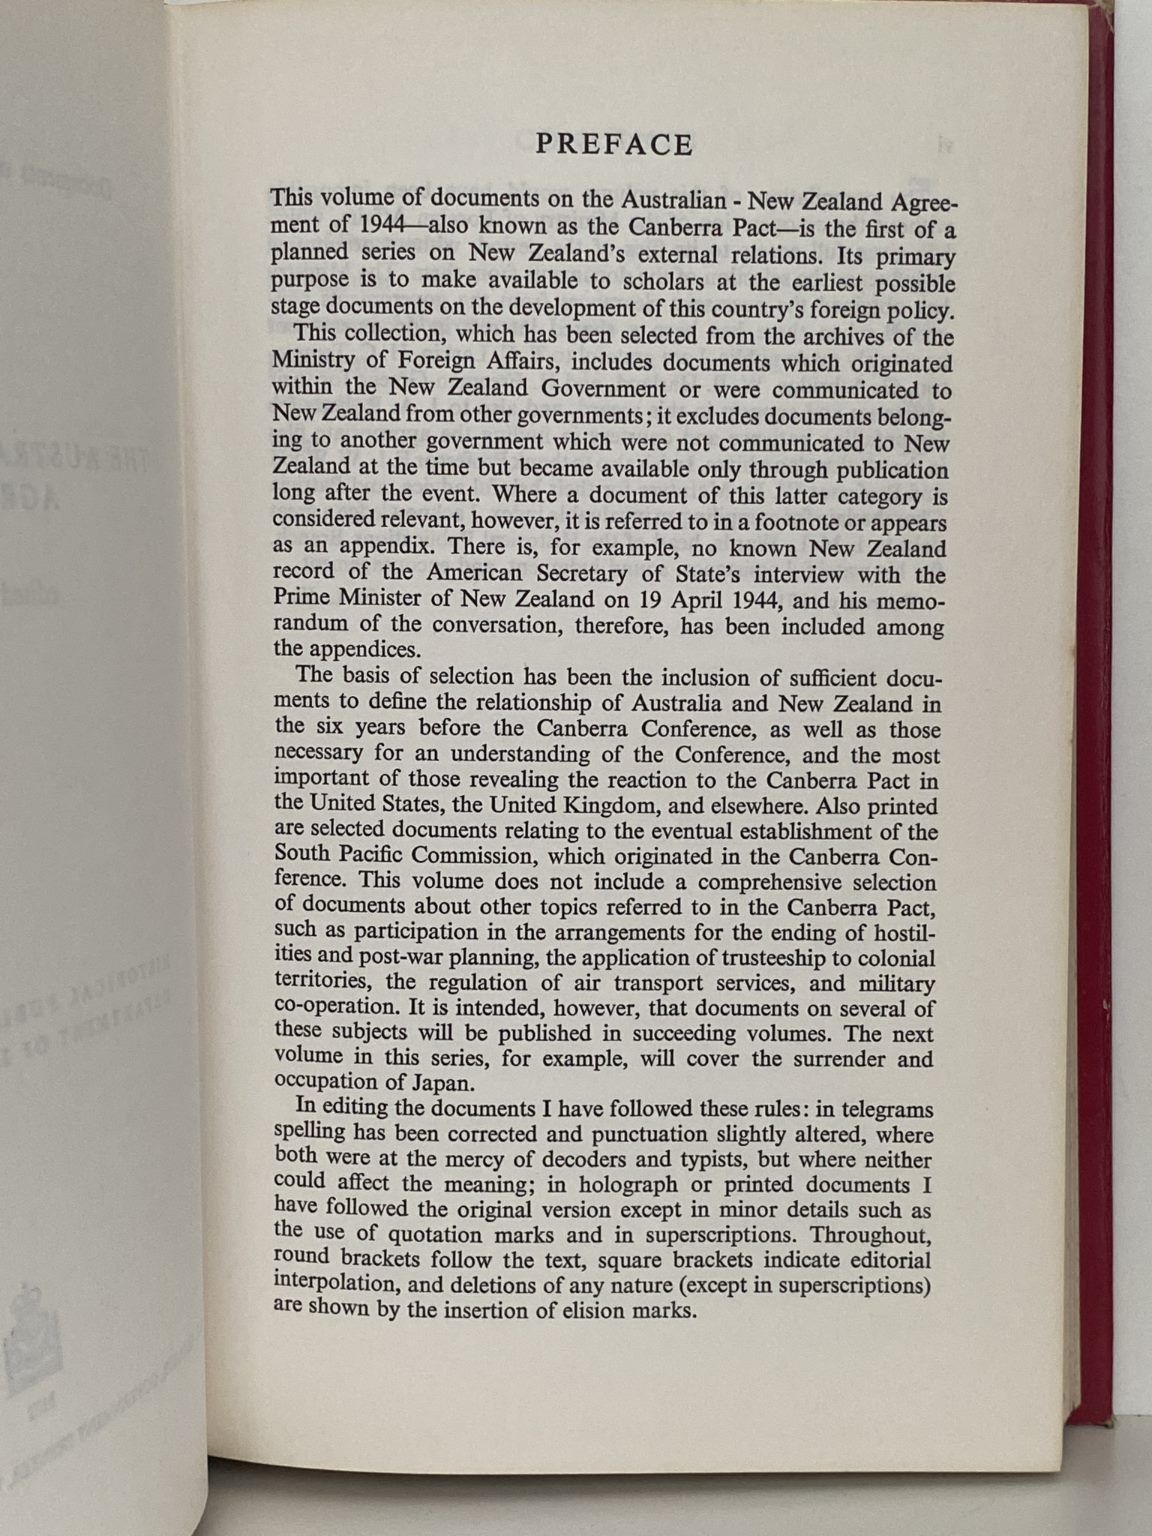 PREFACE
This volume of documents on the Australian - New Zealand Agree-
ment of 1944—also known as the Canberra Pact—is the first of a
planned series on New Zealand's external relations. Its primary
purpose is to make available to scholars at the earliest possible
stage documents on the development of this country's foreign policy.
This collection, which has been selected from the archives of the
Ministry of Foreign Affairs, includes documents which originated
within the New Zealand Government or were communicated to
New Zealand from other governments; it excludes documents belong-
ing to another government which were not communicated to New
Zealand at the time but became available only through publication
long after the event. Where a document of this latter category is
considered relevant, however, it is referred to in a footnote or appears
as an appendix. There is, for example, no known New Zealand
record of the American Secretary of State's interview with the
Prime Minister of New Zealand on 19 April 1944, and his memo-
randum of the conversation, therefore, has been included among
the appendices.
The basis of selection has been the inclusion of sufficient docu-
ments to define the relationship of Australia and New Zealand in
the six years before the Canberra Conference, as well as those
necessary for an understanding of the Conference, and the most
important of those revealing the reaction to the Canberra Pact in
the United States, the United Kingdom, and elsewhere. Also printed
are selected documents relating to the eventual establishment of the
South Pacific Commission, which originated in the Canberra Con-
ference. This volume does not include a comprehensive selection
of documents about other topics referred to in the Canberra Pact,
such as participation in the arrangements for the ending of hostil-
ities and post-war planning, the application of trusteeship to colonial
territories, the regulation of air transport services, and military
co-operation. It is intended, however, that documents on several of
these subjects will be published in succeeding volumes. The next
volume in this series, for example, will cover the surrender and
occupation of Japan.
In editing the documents I have followed these rules: in telegrams
spelling has been corrected and punctuation slightly altered, where
both were at the mercy of decoders and typists, but where neither
could affect the meaning; in holograph or printed documents I
have followed the original version except in minor details such as
the use of quotation marks and in superscriptions. Throughout,
round brackets follow the text, square brackets indicate editorial
interpolation, and deletions of any nature (except in superscriptions)
are shown by the insertion of elision marks.